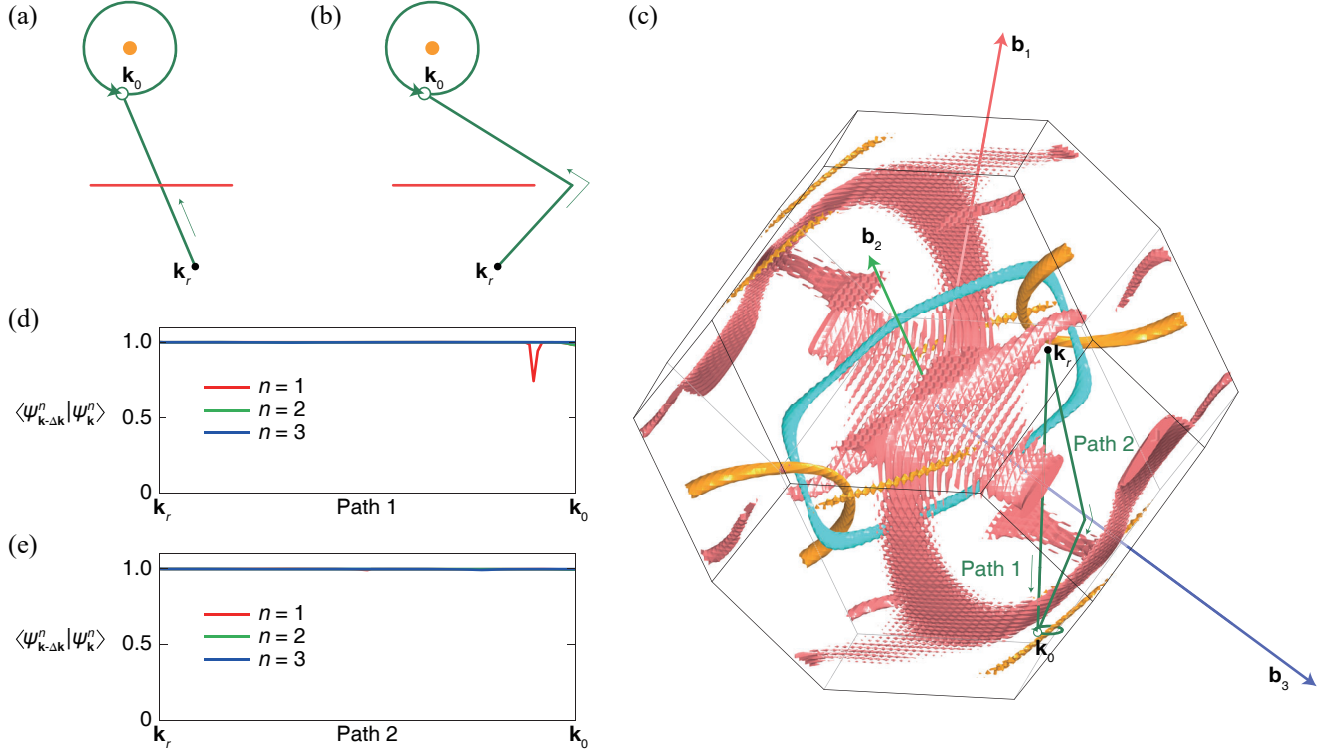 (a)
(b)
(c)
k₀
k₀
kᵣ
kᵣ
b₁
b₂
kᵣ
Path 2
Path 1
k₀
b₃
(d)
1.0
0.5
0
⟨ψⁿₖ₋Δₖ|ψⁿₖ⟩
n = 1
n = 2
n = 3
kᵣ
Path 1
k₀
(e)
1.0
0.5
0
⟨ψⁿₖ₋Δₖ|ψⁿₖ⟩
n = 1
n = 2
n = 3
kᵣ
Path 2
k₀